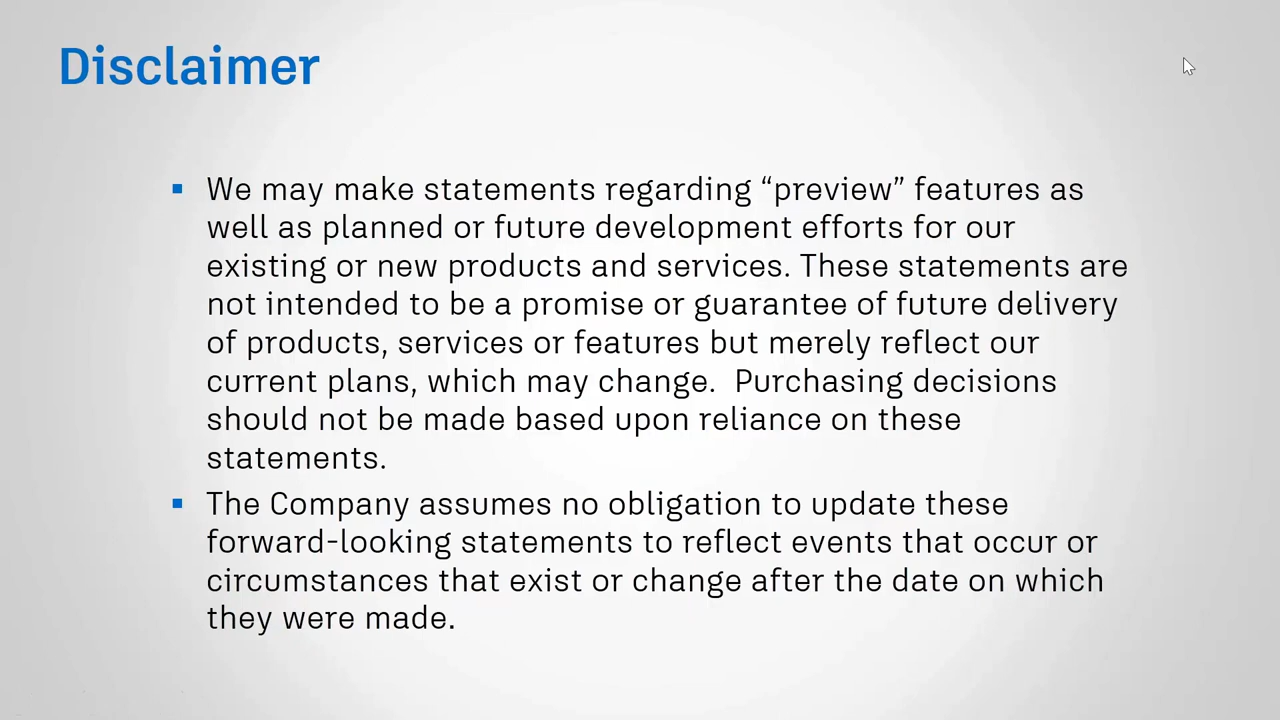 Disclaimer
We may make statements regarding “preview” features as
well as planned or future development efforts for our
existing or new products and services. These statements are
not intended to be a promise or guarantee of future delivery
of products, services or features but merely reflect our
current plans, which may change.  Purchasing decisions
should not be made based upon reliance on these
statements.
The Company assumes no obligation to update these
forward-looking statements to reflect events that occur or
circumstances that exist or change after the date on which
they were made.